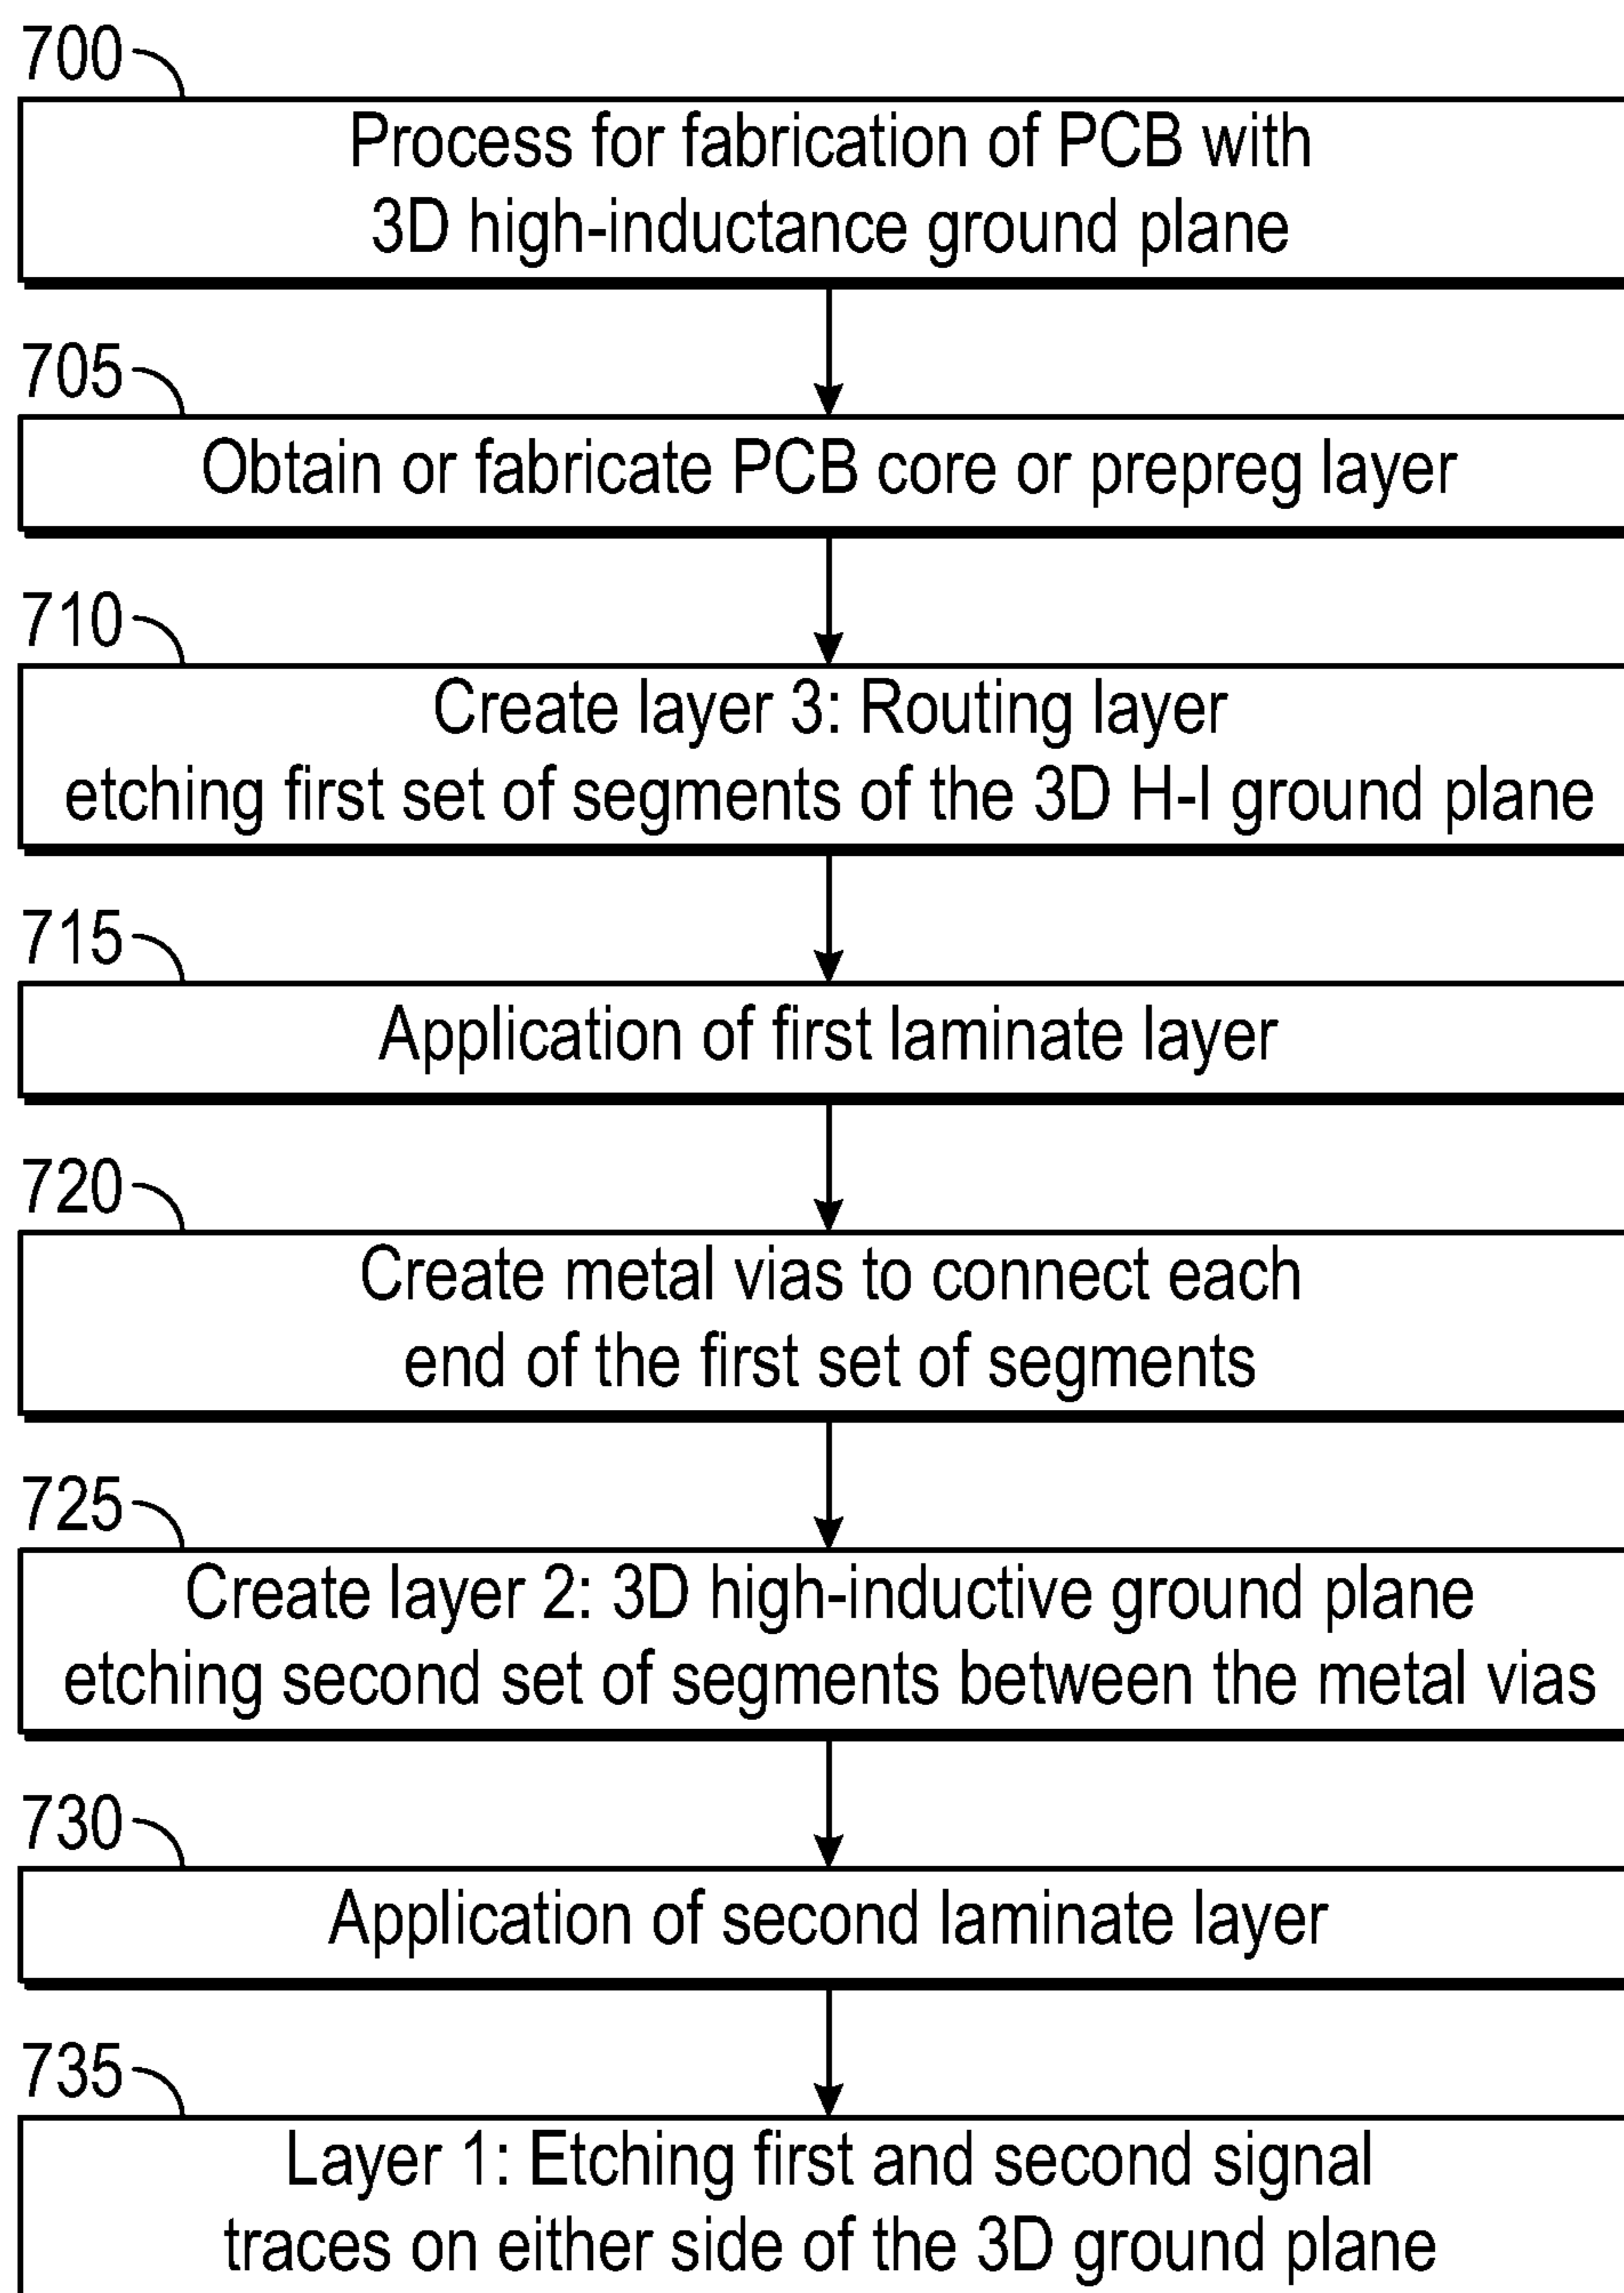 700
Process for fabrication of PCB with
3D high-inductance ground plane
705
Obtain or fabricate PCB core or prepreg layer
710
Create layer 3: Routing layer
etching first set of segments of the 3D H-I ground plane
715
Application of first laminate layer
720
Create metal vias to connect each
end of the first set of segments
725
Create layer 2: 3D high-inductive ground plane
etching second set of segments between the metal vias
730
Application of second laminate layer
735
Layer 1: Etching first and second signal
traces on either side of the 3D ground plane